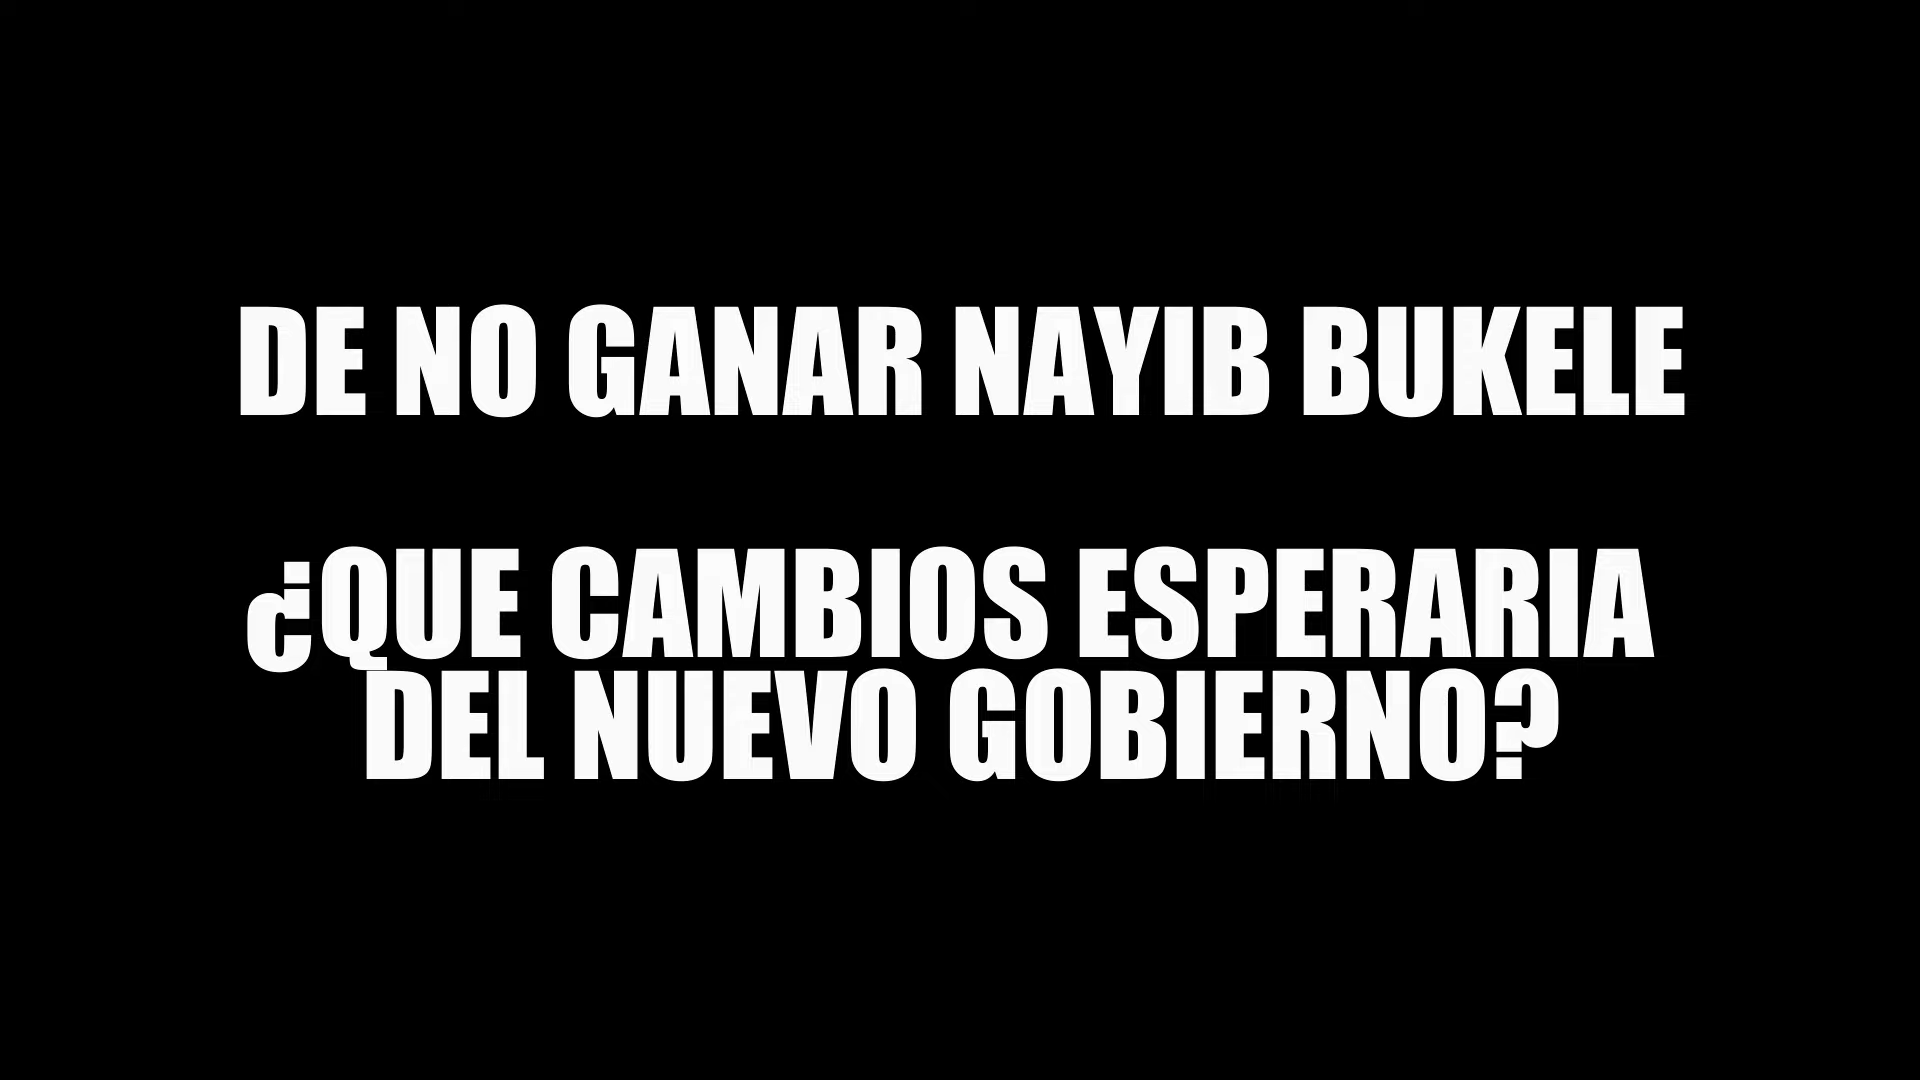 DE NO GANAR NAYIB BUKELE
¿QUE CAMBIOS ESPERARIA
DEL NUEVO GOBIERNO?